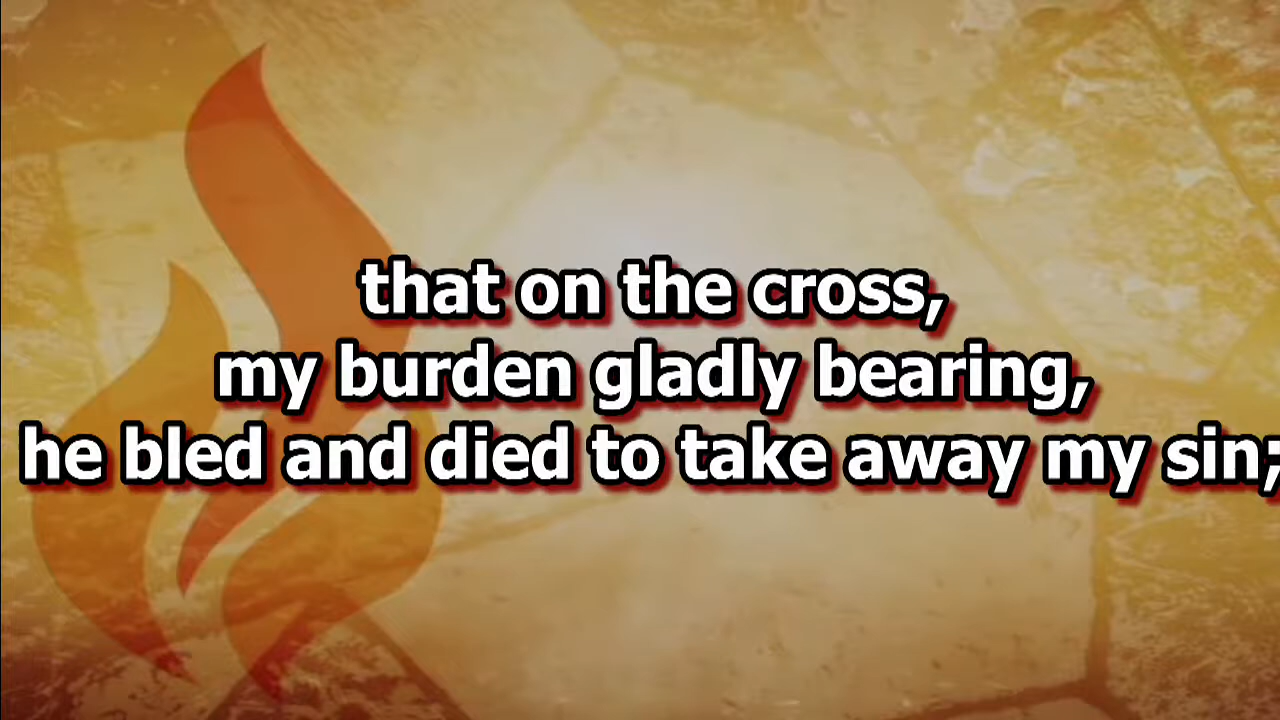 that on the cross,
my burden gladly bearing,
he bled and died to take away my sin;